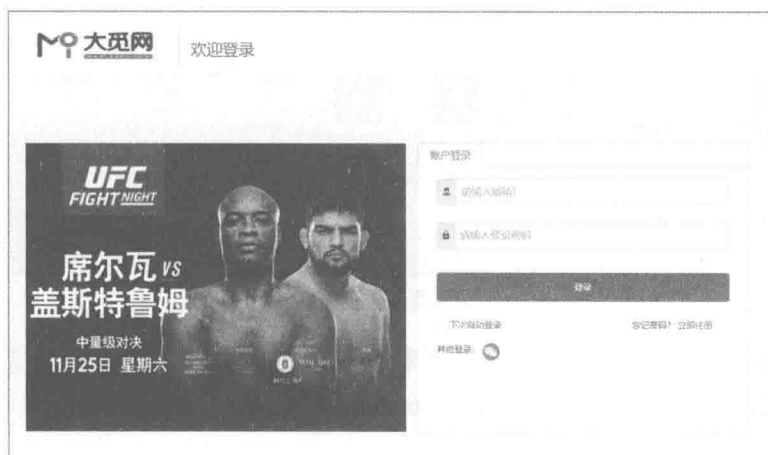 大觅网
欢迎登录
UFC
FIGHT NIGHT
席尔瓦 VS
盖斯特鲁姆
中量级对决
11月25日 星期六
账户登录
登录
下次自动登录
忘记密码? 立即注册
其他登录: